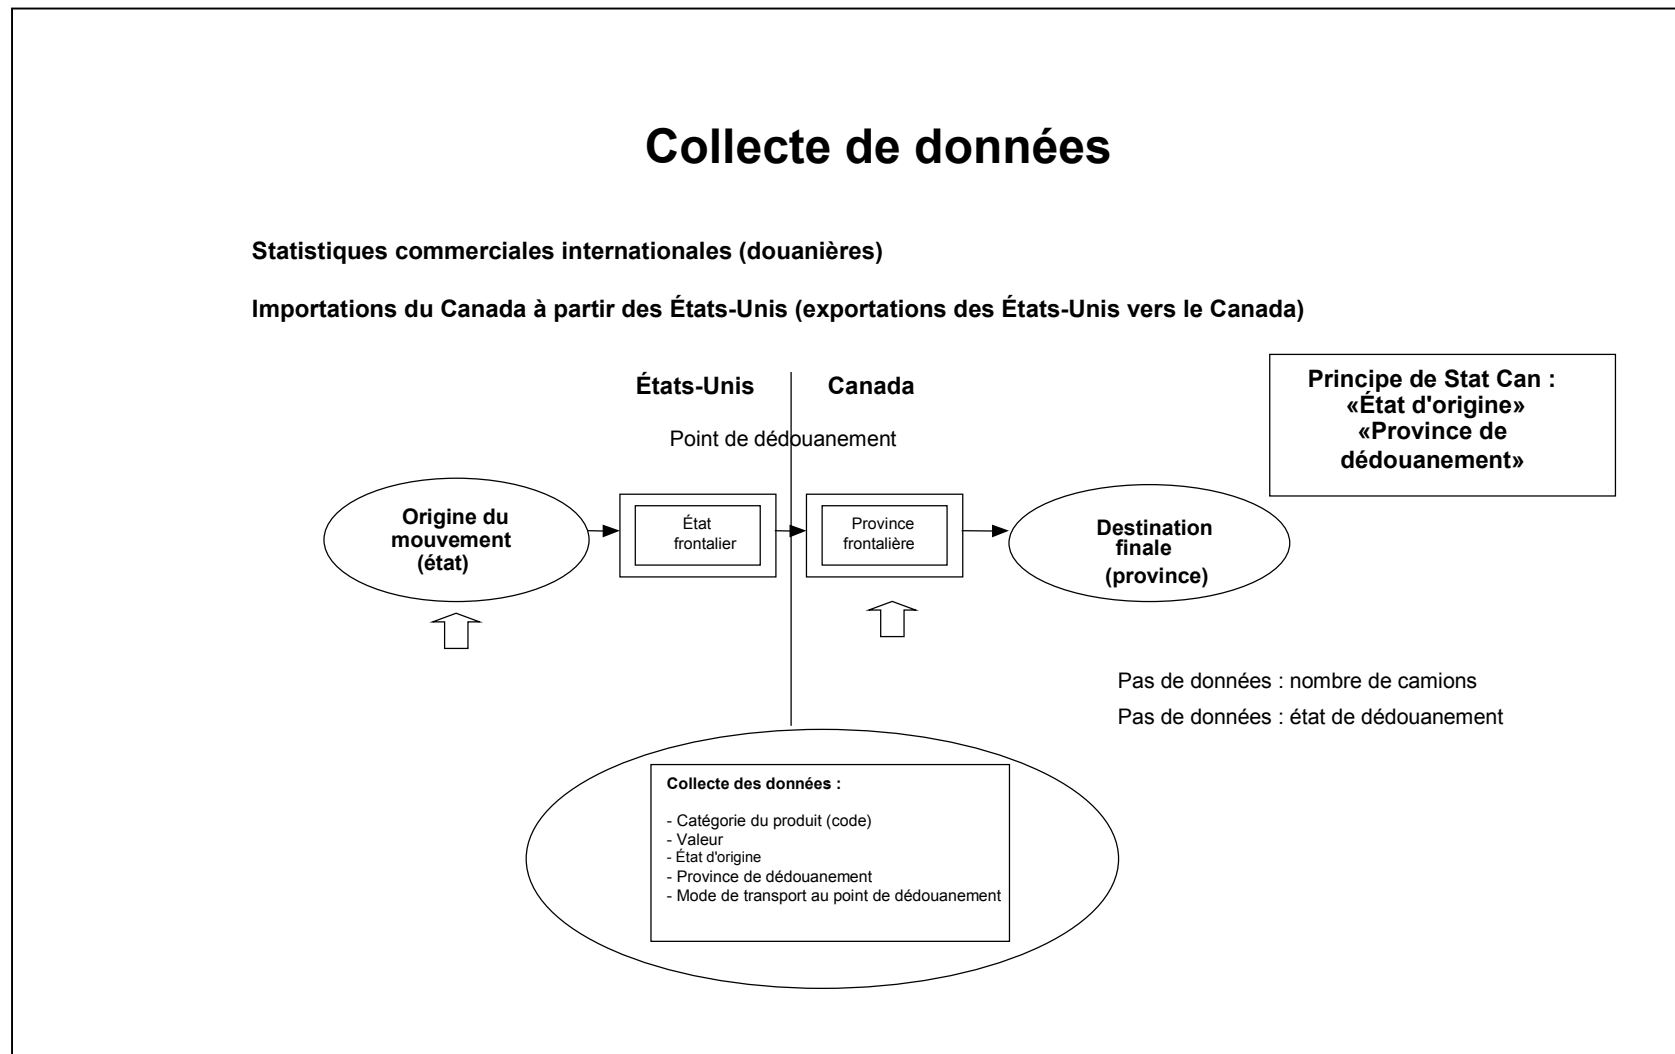 Collecte de données
Statistiques commerciales internationales (douanières)
Importations du Canada à partir des États-Unis (exportations des États-Unis vers le Canada)
États-Unis
Canada
Principe de Stat Can :
«État d'origine»
«Province de
dédouanement»
Point de dédouanement
Origine du
mouvement
(état)
État
frontalier
Province
frontalière
Destination
finale
(province)
Pas de données : nombre de camions
Pas de données : état de dédouanement
Collecte des données :
- Catégorie du produit (code)
- Valeur
- État d'origine
- Province de dédouanement
- Mode de transport au point de dédouanement